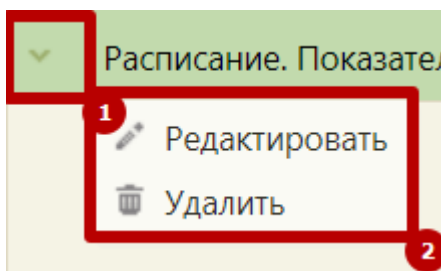 Расписание. Показател
1
Редактировать
Удалить
2